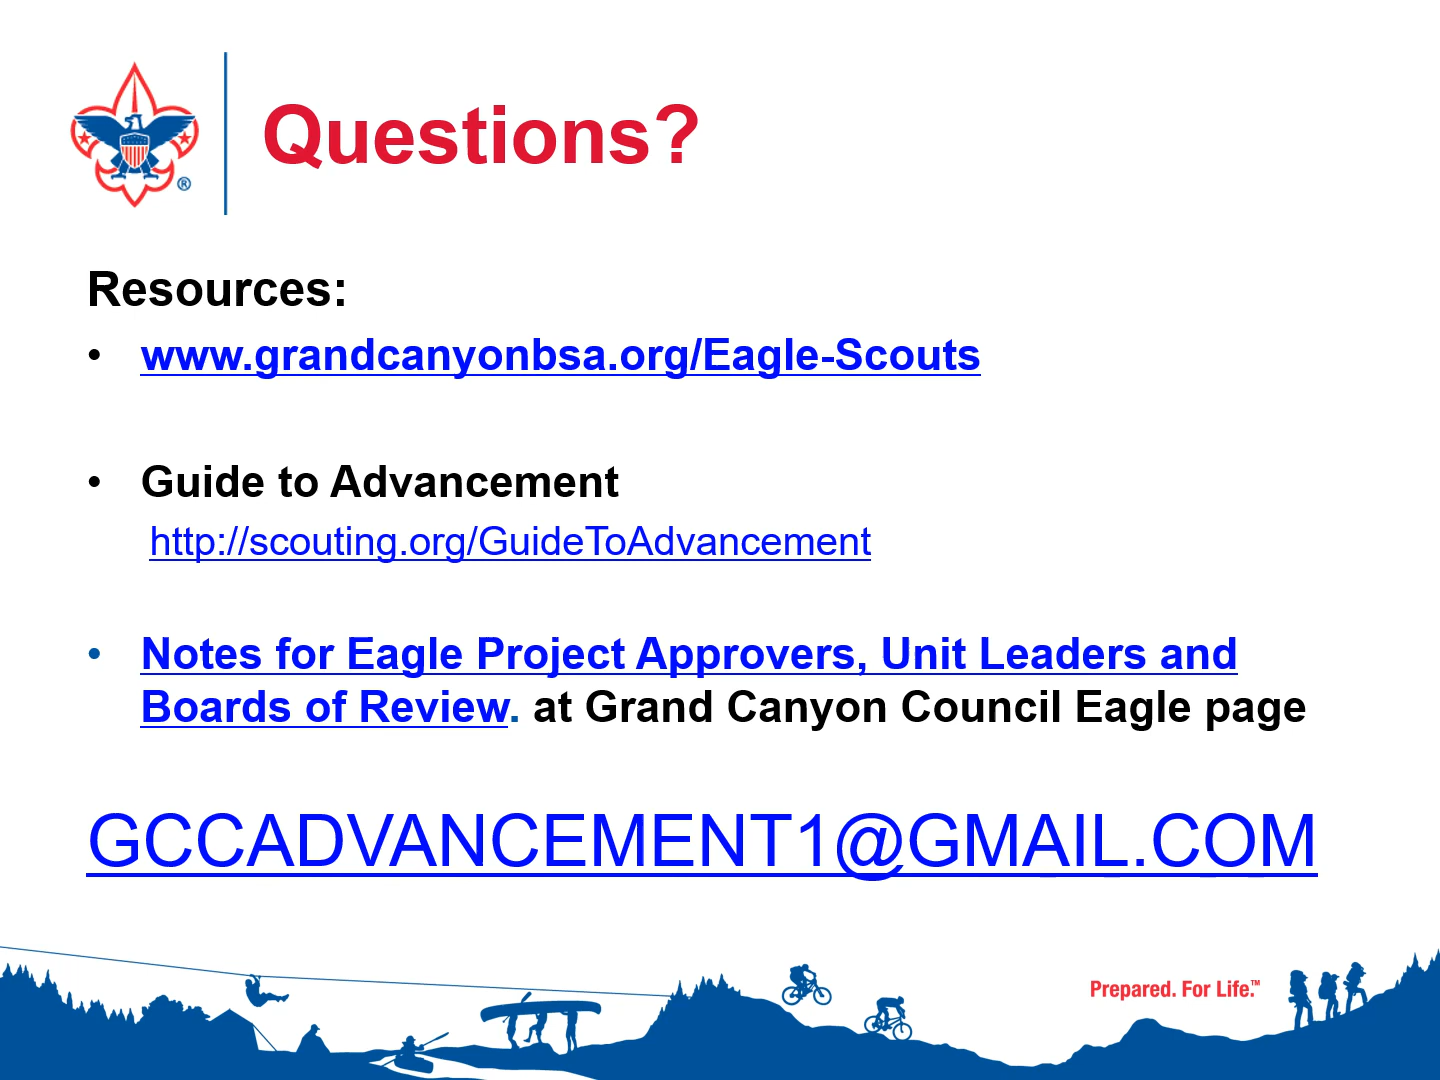 Questions?
®
Resources:
• www.grandcanyonbsa.org/Eagle-Scouts
• Guide to Advancement
http://scouting.org/GuideToAdvancement
• Notes for Eagle Project Approvers, Unit Leaders and
Boards of Review. at Grand Canyon Council Eagle page
GCCADVANCEMENT1@GMAIL.COM
Prepared. For Life.™